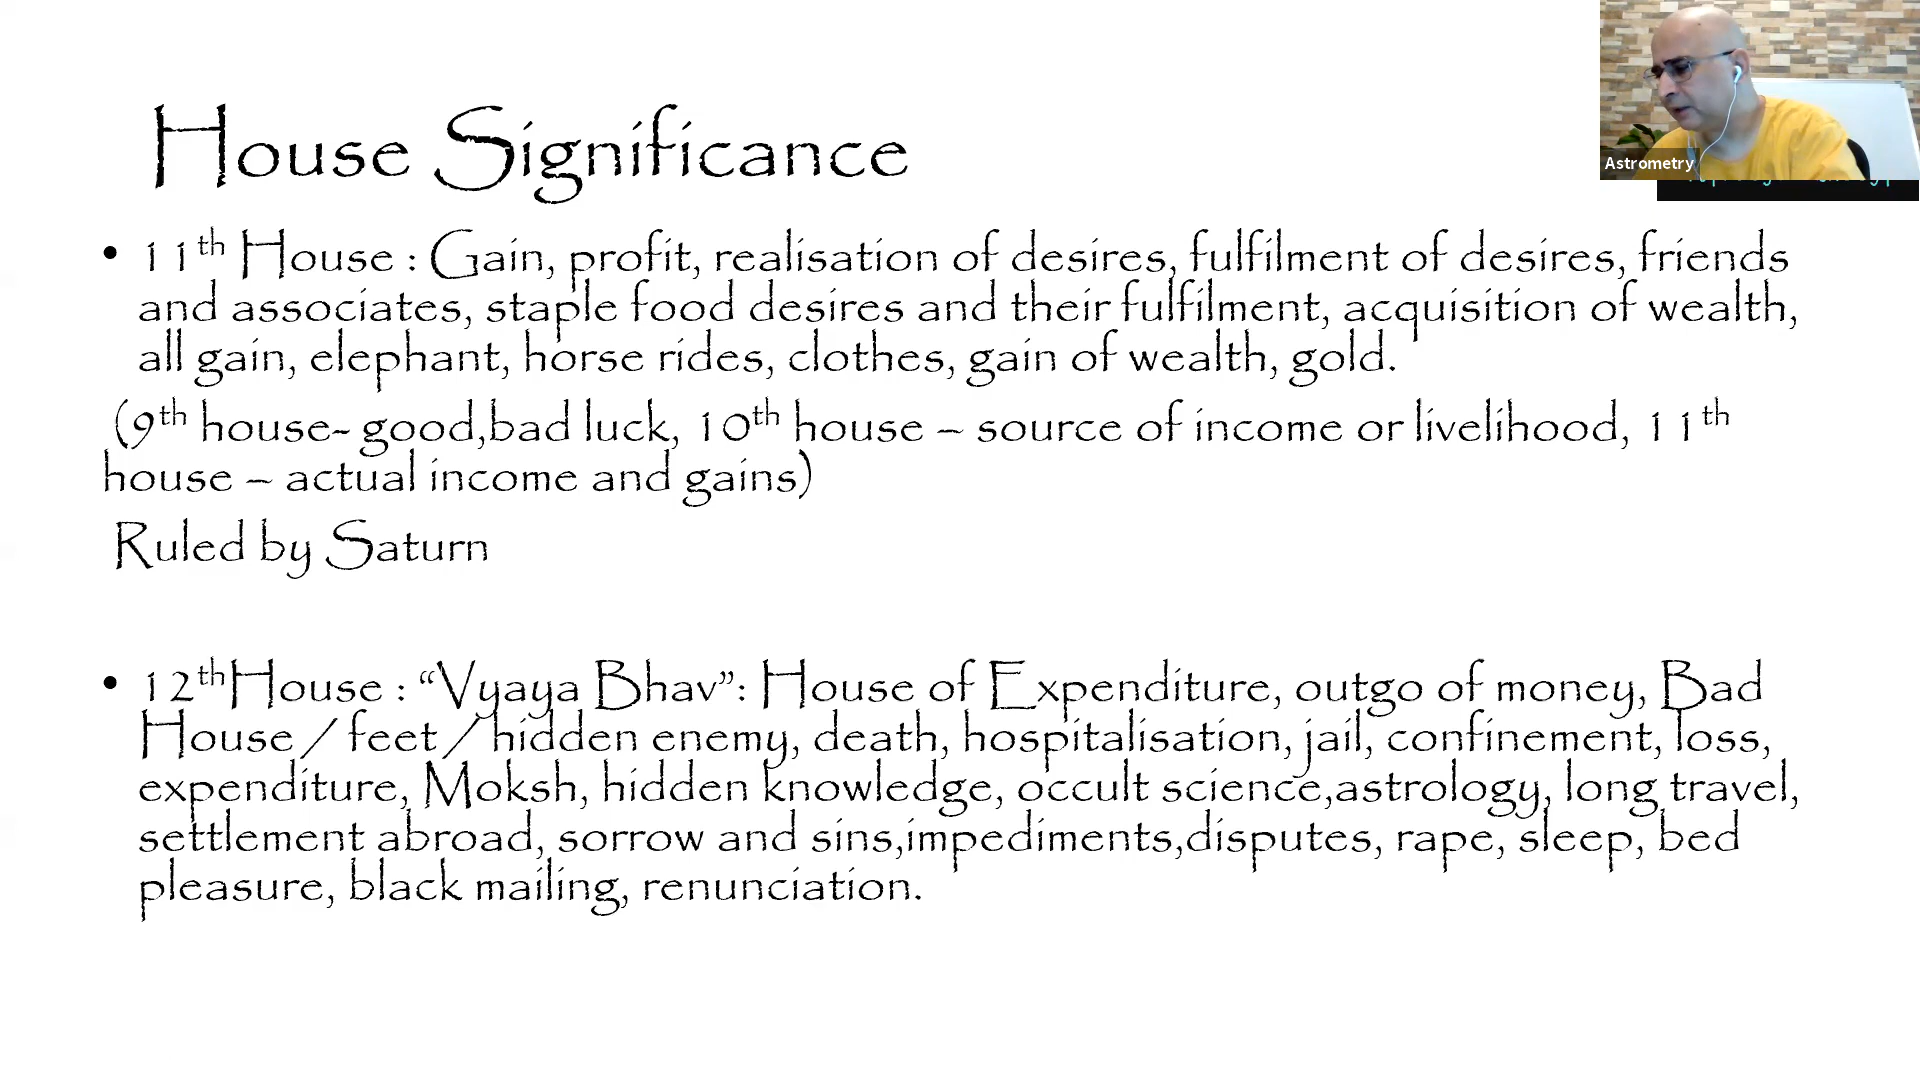 House Significance
Astrometry
• 11th House : Gain, profit, realisation of desires, fulfilment of desires, friends
and associates, staple food desires and their fulfilment, acquisition of wealth,
all gain, elephant, horse rides, clothes, gain of wealth, gold.
(9th house- good,bad luck, 10th house – source of income or livelihood, 11th
house – actual income and gains)
Ruled by Saturn
• 12thHouse : “Vyaya Bhav”: House of Expenditure, outgo of money, Bad
House/feet/hidden enemy, death, hospitalisation, jail, confinement, loss,
expenditure, Moksh, hidden knowledge, occult science,astrology, long travel,
settlement abroad, sorrow and sins,impediments,disputes, rape, sleep, bed
pleasure, black mailing, renunciation.